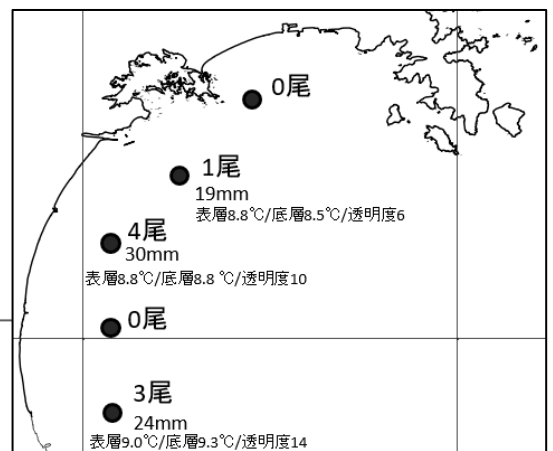 0尾
1尾
19mm
表層8.8℃/底層8.5℃/透明度6
4尾
30mm
表層8.8℃/底層8.8 ℃/透明度10
0尾
3尾
24mm
表層9.0℃/底層9.3℃/透明度14